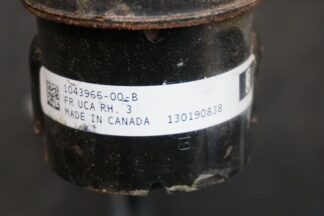 1043966-00-B
FR UCA RH. 3
MADE IN CANADA 130190838